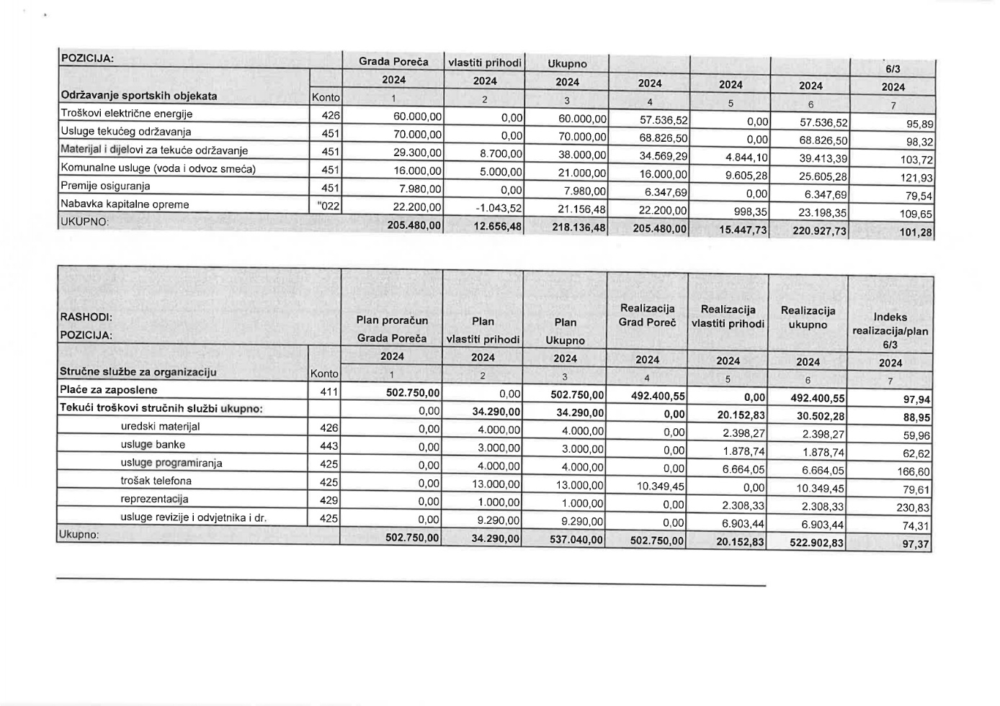 POZICIJA: Grada Poreča vlastiti prihodi Ukupno 6/3
2024 2024 2024 2024 2024 2024 2024
Održavanje sportskih objekata Konto 1 2 3 4 5 6 7
Troškovi električne energije 426 60.000,00 0,00 60.000,00 57.536,52 0,00 57.536,52 95,89
Usluge tekućeg održavanja 451 70.000,00 0,00 70.000,00 68.826,50 0,00 68.826,50 98,32
Materijal i dijelovi za tekuće održavanje 451 29.300,00 8.700,00 38.000,00 34.569,29 4.844,10 39.413,39 103,72
Komunalne usluge (voda i odvoz smeća) 451 16.000,00 5.000,00 21.000,00 16.000,00 9.605,28 25.605,28 121,93
Premije osiguranja 451 7.980,00 0,00 7.980,00 6.347,69 0,00 6.347,69 79,54
Nabavka kapitalne opreme "022 22.200,00 -1.043,52 21.156,48 22.200,00 998,35 23.198,35 109,65
UKUPNO: 205.480,00 12.656,48 218.136,48 205.480,00 15.447,73 220.927,73 101,28
RASHODI: Plan proračun Plan Plan Realizacija Realizacija Realizacija Indeks
POZICIJA: Grada Poreča vlastiti prihodi Ukupno Grad Poreč vlastiti prihodi ukupno realizacija/plan
6/3
2024 2024 2024 2024 2024 2024 2024
Stručne službe za organizaciju Konto 1 2 3 4 5 6 7
Plaće za zaposlene 411 502.750,00 0,00 502.750,00 492.400,55 0,00 492.400,55 97,94
Tekući troškovi stručnih službi ukupno: 0,00 34.290,00 34.290,00 0,00 20.152,83 30.502,28 88,95
uredski materijal 426 0,00 4.000,00 4.000,00 0,00 2.398,27 2.398,27 59,96
usluge banke 443 0,00 3.000,00 3.000,00 0,00 1.878,74 1.878,74 62,62
usluge programiranja 425 0,00 4.000,00 4.000,00 0,00 6.664,05 6.664,05 166,60
trošak telefona 425 0,00 13.000,00 13.000,00 10.349,45 0,00 10.349,45 79,61
reprezentacija 429 0,00 1.000,00 1.000,00 0,00 2.308,33 2.308,33 230,83
usluge revizije i odvjetnika i dr. 425 0,00 9.290,00 9.290,00 0,00 6.903,44 6.903,44 74,31
Ukupno: 502.750,00 34.290,00 537.040,00 502.750,00 20.152,83 522.902,83 97,37